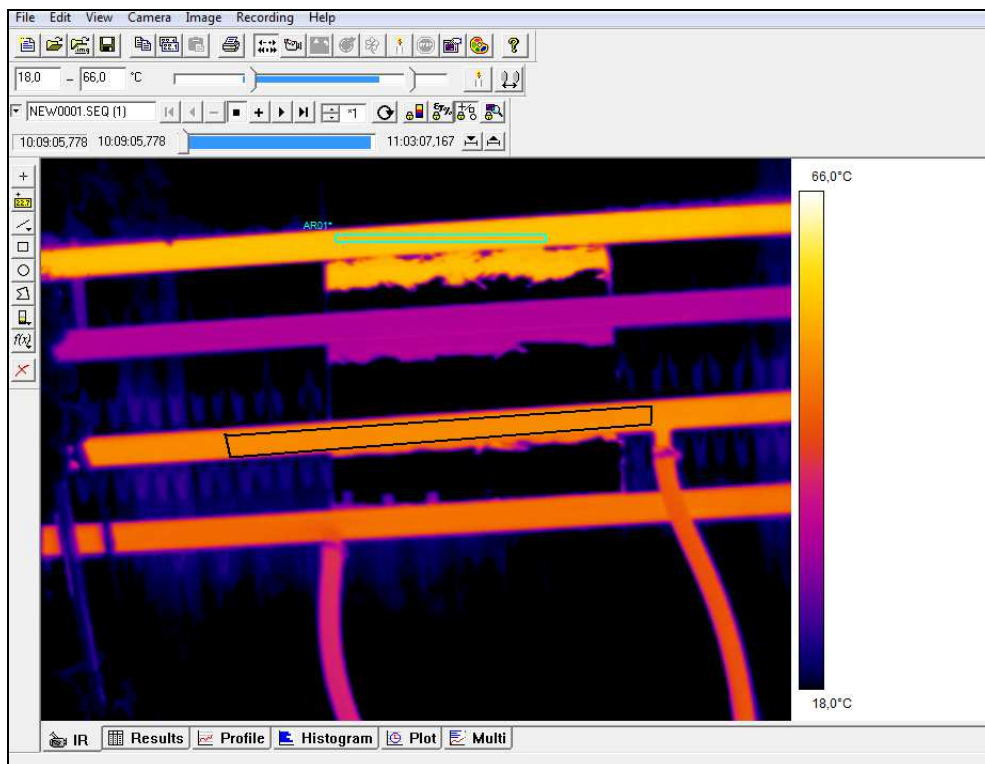 File Edit View Camera Image Recording Help
18,0 – 66,0 °C
NEW0001.SEQ (1) *1
10:09:05,778 10:09:05,778 11:03:07,167
66,0°C
AR01*
f(x)
18,0°C
IR Results Profile Histogram Plot Multi